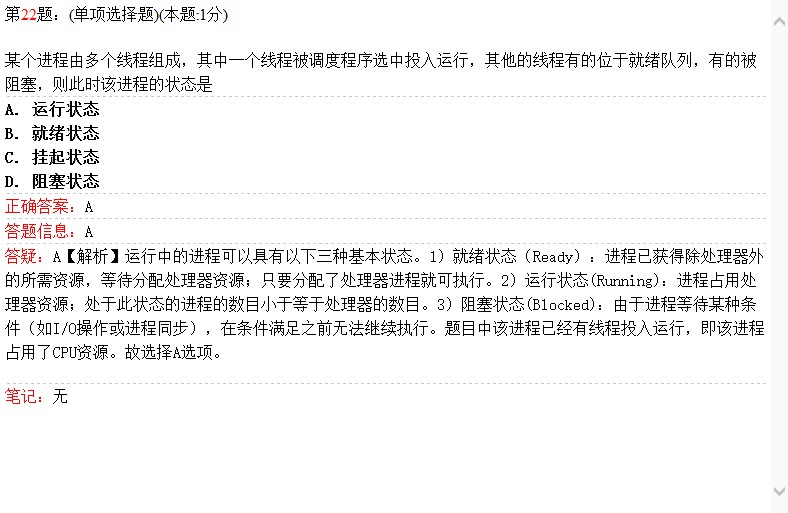 第22题：(单项选择题)(本题:1分)
某个进程由多个线程组成，其中一个线程被调度程序选中投入运行，其他的线程有的位于就绪队列，有的被
阻塞，则此时该进程的状态是
A. 运行状态
B. 就绪状态
C. 挂起状态
D. 阻塞状态
正确答案：A
答题信息：A
答疑：A【解析】运行中的进程可以具有以下三种基本状态。1）就绪状态（Ready）：进程已获得除处理器外
的所需资源，等待分配处理器资源；只要分配了处理器进程就可执行。2）运行状态(Running)：进程占用处
理器资源；处于此状态的进程的数目小于等于处理器的数目。3）阻塞状态(Blocked)：由于进程等待某种条
件（如I/O操作或进程同步），在条件满足之前无法继续执行。题目中该进程已经有线程投入运行，即该进程
占用了CPU资源。故选择A选项。
笔记：无